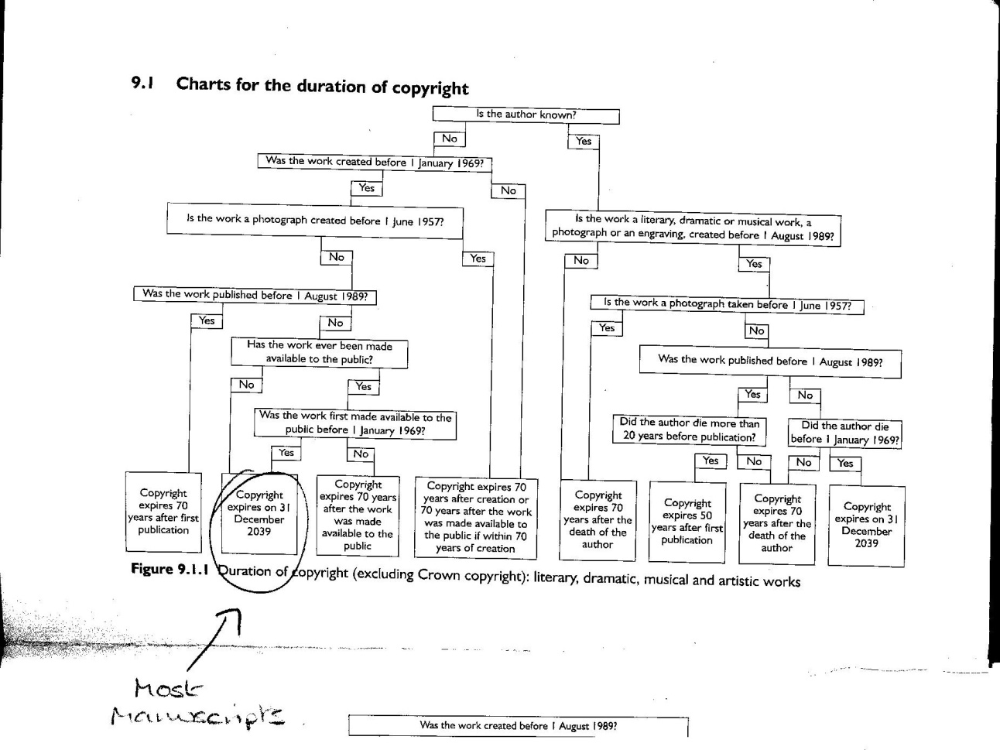 9.1 Charts for the duration of copyright
Is the author known?
No
Yes
Was the work created before 1 January 1969?
Yes
No
Is the work a photograph created before 1 June 1957?
Is the work a literary, dramatic or musical work, a
photograph or an engraving, created before 1 August 1989?
No
Yes
No
Yes
Was the work published before 1 August 1989?
Is the work a photograph taken before 1 June 1957?
Yes
No
Yes
No
Has the work ever been made
available to the public?
Was the work published before 1 August 1989?
No
Yes
Yes
No
Was the work first made available to the
public before 1 January 1969?
Did the author die more than
20 years before publication?
Did the author die
before 1 January 1969?
Yes
No
Yes
No
No
Yes
Copyright
expires 70
years after first
publication
Copyright
expires on 31
December
2039
Copyright
expires 70 years
after the work
was made
available to the
public
Copyright expires 70
years after creation or
70 years after the work
was made available to
the public if within 70
years of creation
Copyright
expires 70
years after the
death of the
author
Copyright
expires 50
years after first
publication
Copyright
expires 70
years after the
death of the
author
Copyright
expires on 31
December
2039
Figure 9.1.1 Duration of copyright (excluding Crown copyright): literary, dramatic, musical and artistic works
Most
Manuscripts
Was the work created before 1 August 1989?